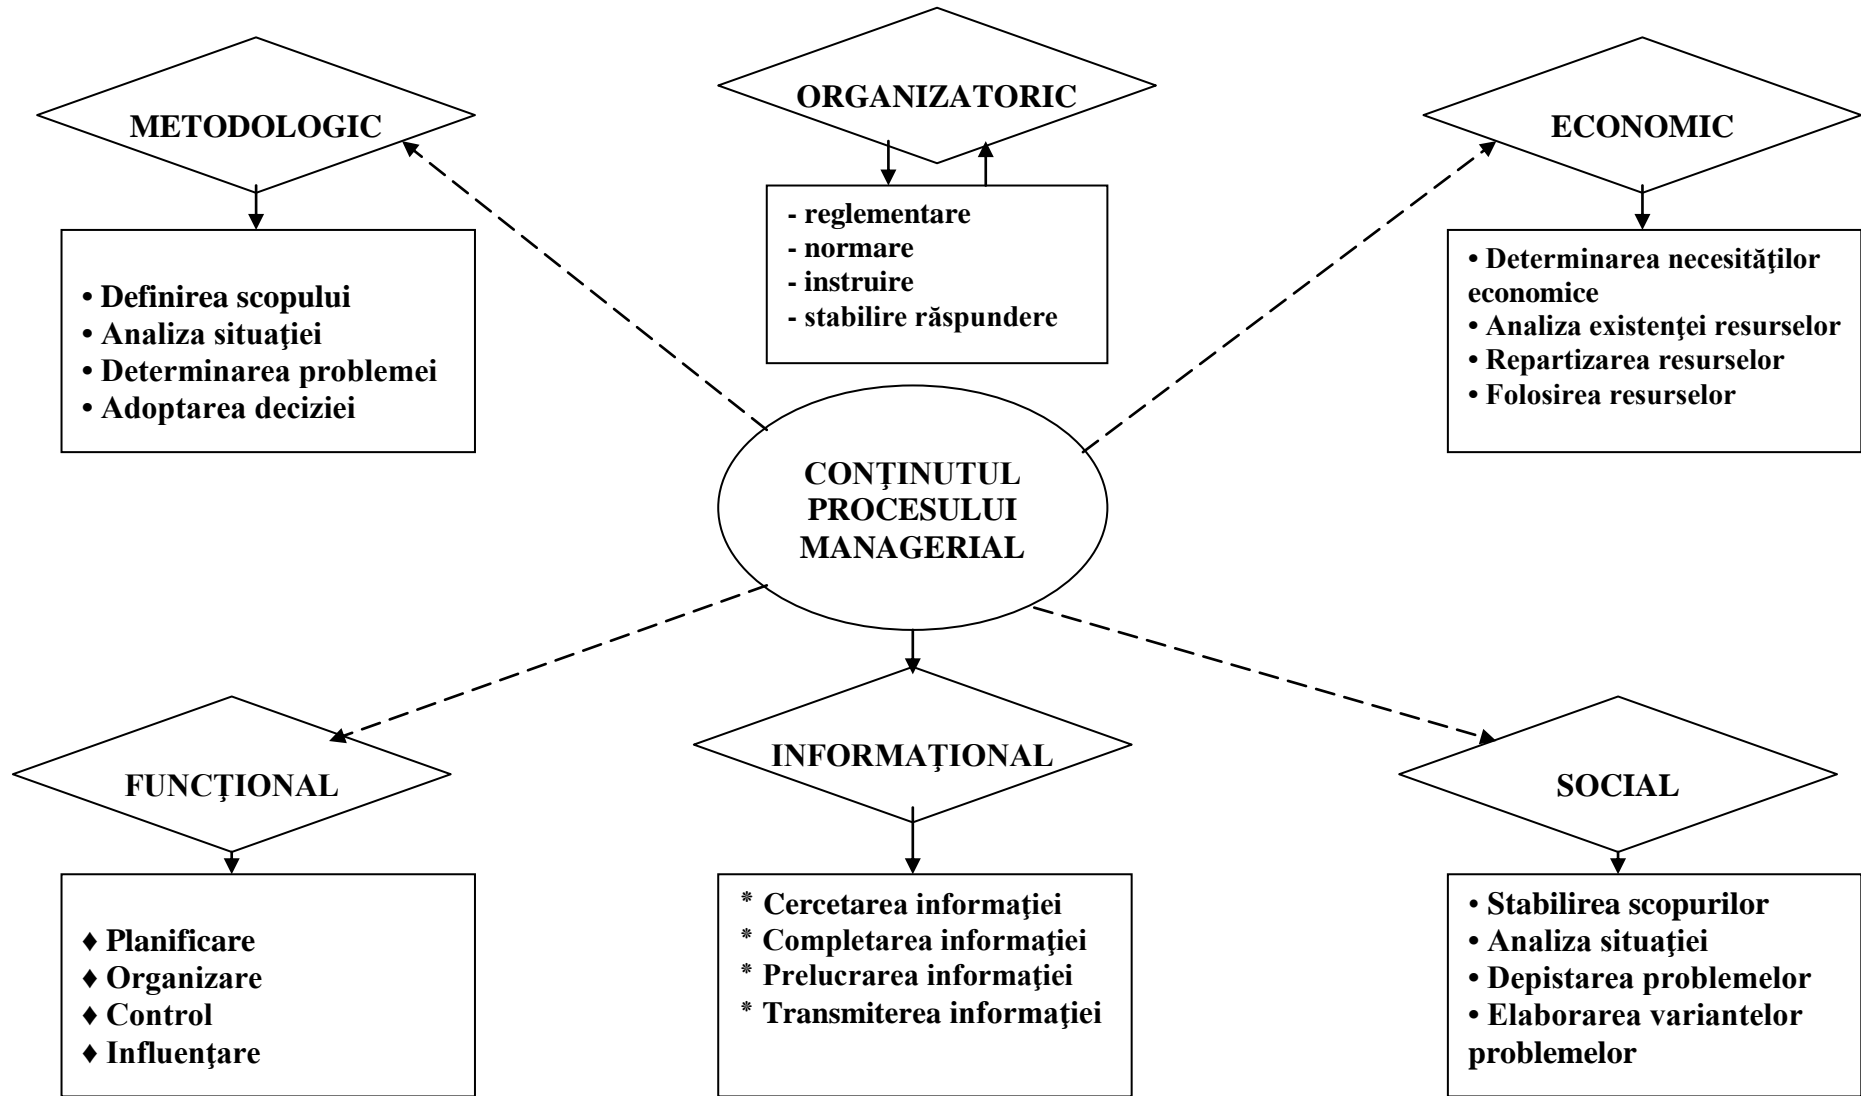 METODOLOGIC
• Definirea scopului
• Analiza situaţiei
• Determinarea problemei
• Adoptarea deciziei
ORGANIZATORIC
- reglementare
- normare
- instruire
- stabilire răspundere
ECONOMIC
• Determinarea necesităţilor
economice
• Analiza existenţei resurselor
• Repartizarea resurselor
• Folosirea resurselor
CONŢINUTUL
PROCESULUI
MANAGERIAL
FUNCŢIONAL
♦ Planificare
♦ Organizare
♦ Control
♦ Influenţare
INFORMAŢIONAL
* Cercetarea informaţiei
* Completarea informaţiei
* Prelucrarea informaţiei
* Transmiterea informaţiei
SOCIAL
• Stabilirea scopurilor
• Analiza situaţiei
• Depistarea problemelor
• Elaborarea variantelor
problemelor